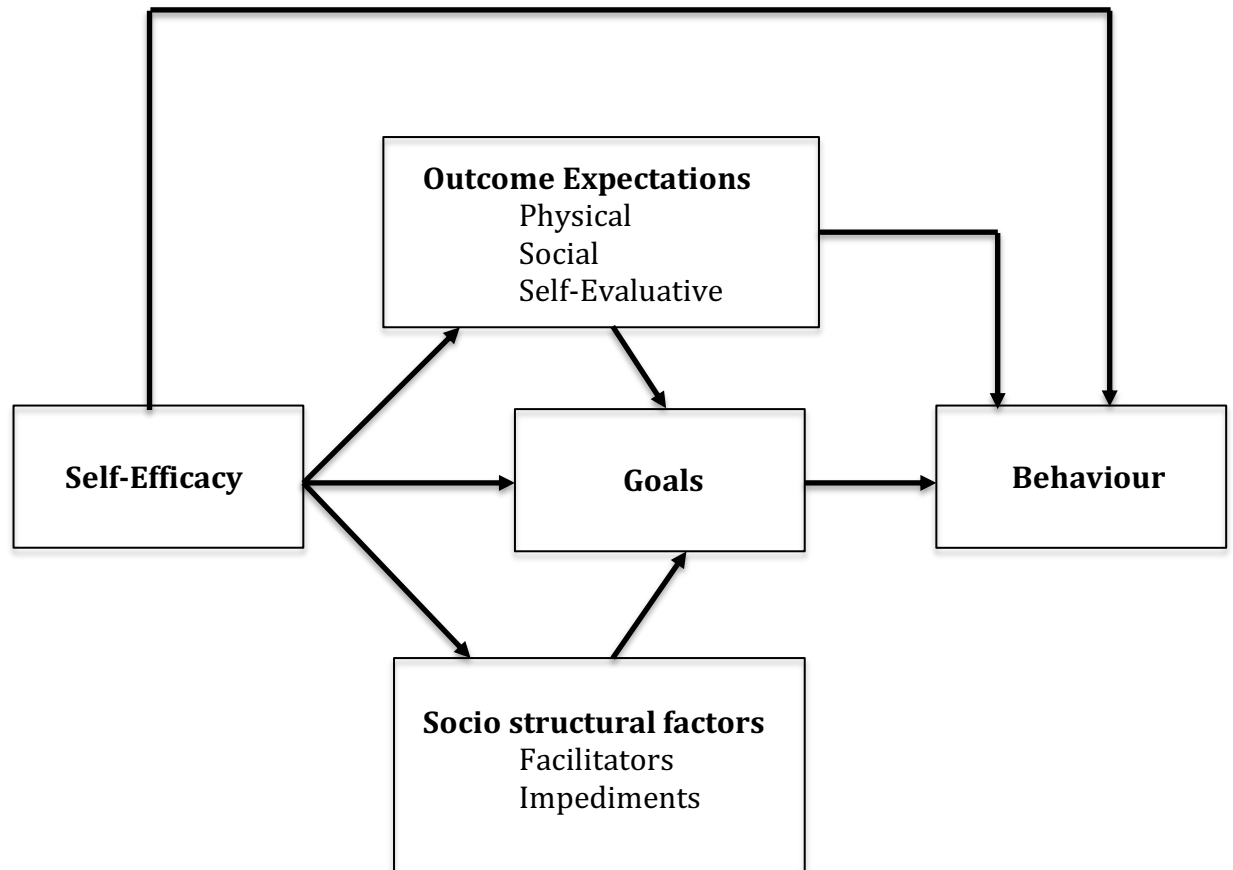 Outcome Expectations
Physical
Social
Self-Evaluative
Self-Efficacy
Goals
Behaviour
Socio structural factors
Facilitators
Impediments